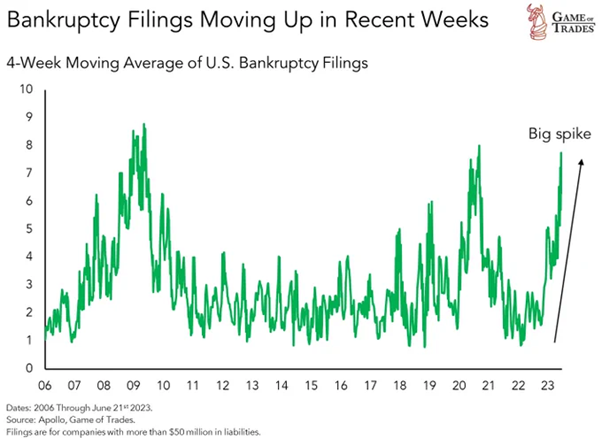 Bankruptcy Filings Moving Up in Recent Weeks
GAME OF
TRADES
4-Week Moving Average of U.S. Bankruptcy Filings
10
9
8
7
6
5
4
3
2
1
0
Big spike
06 07 08 09 10 11 12 13 14 15 16 17 18 19 20 21 22 23
Dates: 2006 Through June 21st 2023.
Source: Apollo, Game of Trades.
Filings are for companies with more than $50 million in liabilities.